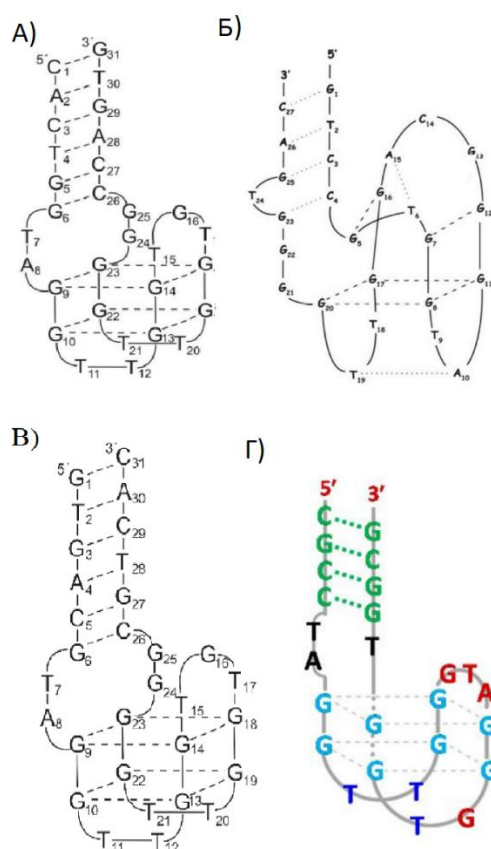 А)
3´
5´ G31
C1 T30
A2 G29
C3 A28
T4 C27
G5 C26
G6 G25
T7 G24 G16 T
A8 G23 T15 G
G9 G14 G
G10 G22 G13
T21 T20
T11 T12
Б)
3' 5'
C27 G1
A26 T2
G25 C3
T24 G23 C4
G22 G5
G21
G20
C14
A15 G13
G16 T6 G7 G
G17 G8 G11
T18 T9
T19 A10
В)
3´
5´ C31
G1 A30
T2 C29
G3 T28
A4 G27
C5 C26
G6 G25
T7 G24 G16 T17
A8 G23 T15 G18
G9 G14
G10 G22 G13 G19
T21 T20
T11 T12
Г)
5' 3'
C G
G C
C G
C G
T T
A G T A
G G G G
G G G G
T T
T G